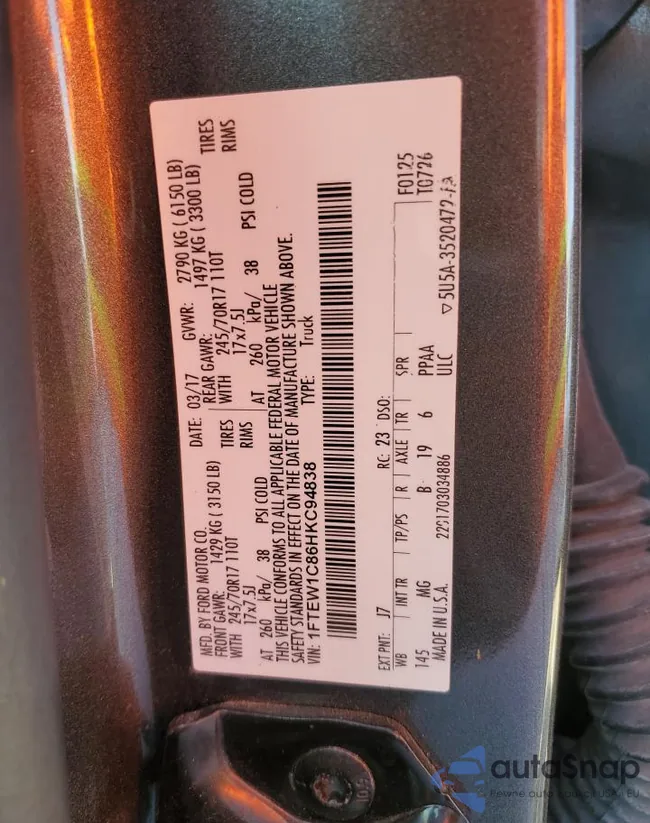 MFD. BY FORD MOTOR CO.
DATE: 03/17 GVWR: 2790 KG ( 6150 LB)
FRONT GAWR: 1429 KG ( 3150 LB) REAR GAWR: 1497 KG ( 3300 LB)
WITH 245/70R17 110T TIRES WITH 245/70R17 110T TIRES
17x7.5J RIMS 17x7.5J RIMS
AT 260 kPa/ 38 PSI COLD AT 260 kPa/ 38 PSI COLD
THIS VEHICLE CONFORMS TO ALL APPLICABLE FEDERAL MOTOR VEHICLE
SAFETY STANDARDS IN EFFECT ON THE DATE OF MANUFACTURE SHOWN ABOVE.
VIN: 1FTEW1C86HKC94838 TYPE: Truck
EXT PNT: J7 RC: 23 DSO: F0125
WB INT TR TP/PS R AXLE TR SPR T0726
145 MG B 19 6 PPAA
MADE IN U.S.A. 2201703034886 ULC
▽5U5A-3520472
autoSnap